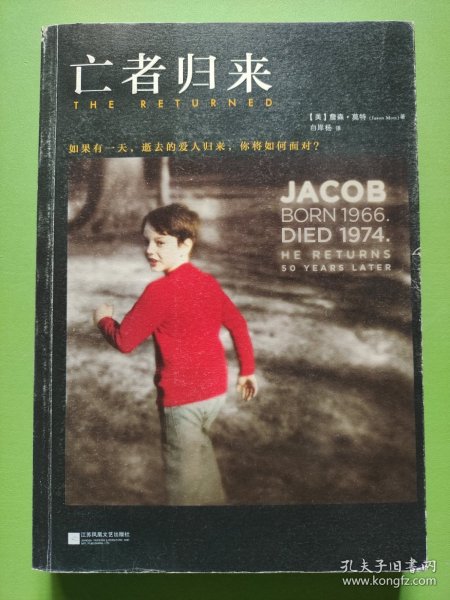 亡者归来
THE RETURNED
【美】詹森·莫特 (Jason Mott) 著
白岸杨 译
如果有一天，逝去的爱人归来，你将如何面对？
JACOB
BORN 1966.
DIED 1974.
HE RETURNS
50 YEARS LATER
江苏凤凰文艺出版社
孔夫子旧书网
www.kongfz.com